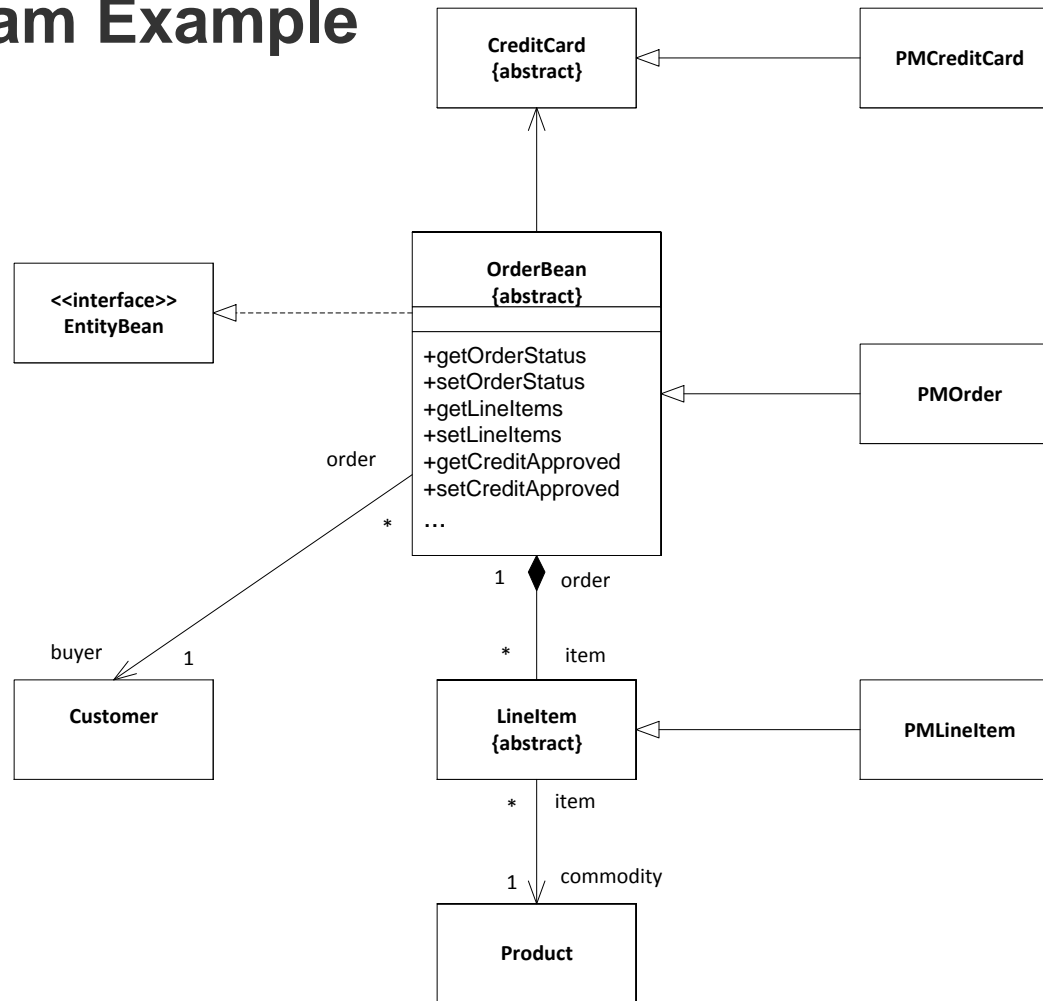 am Example
CreditCard
{abstract}
PMCreditCard
<<interface>>
EntityBean
OrderBean
{abstract}
+getOrderStatus
+setOrderStatus
+getLineItems
+setLineItems
+getCreditApproved
+setCreditApproved
...
PMOrder
order
*
buyer
1
1
order
*
item
Customer
LineItem
{abstract}
PMLineItem
*
item
1
commodity
Product